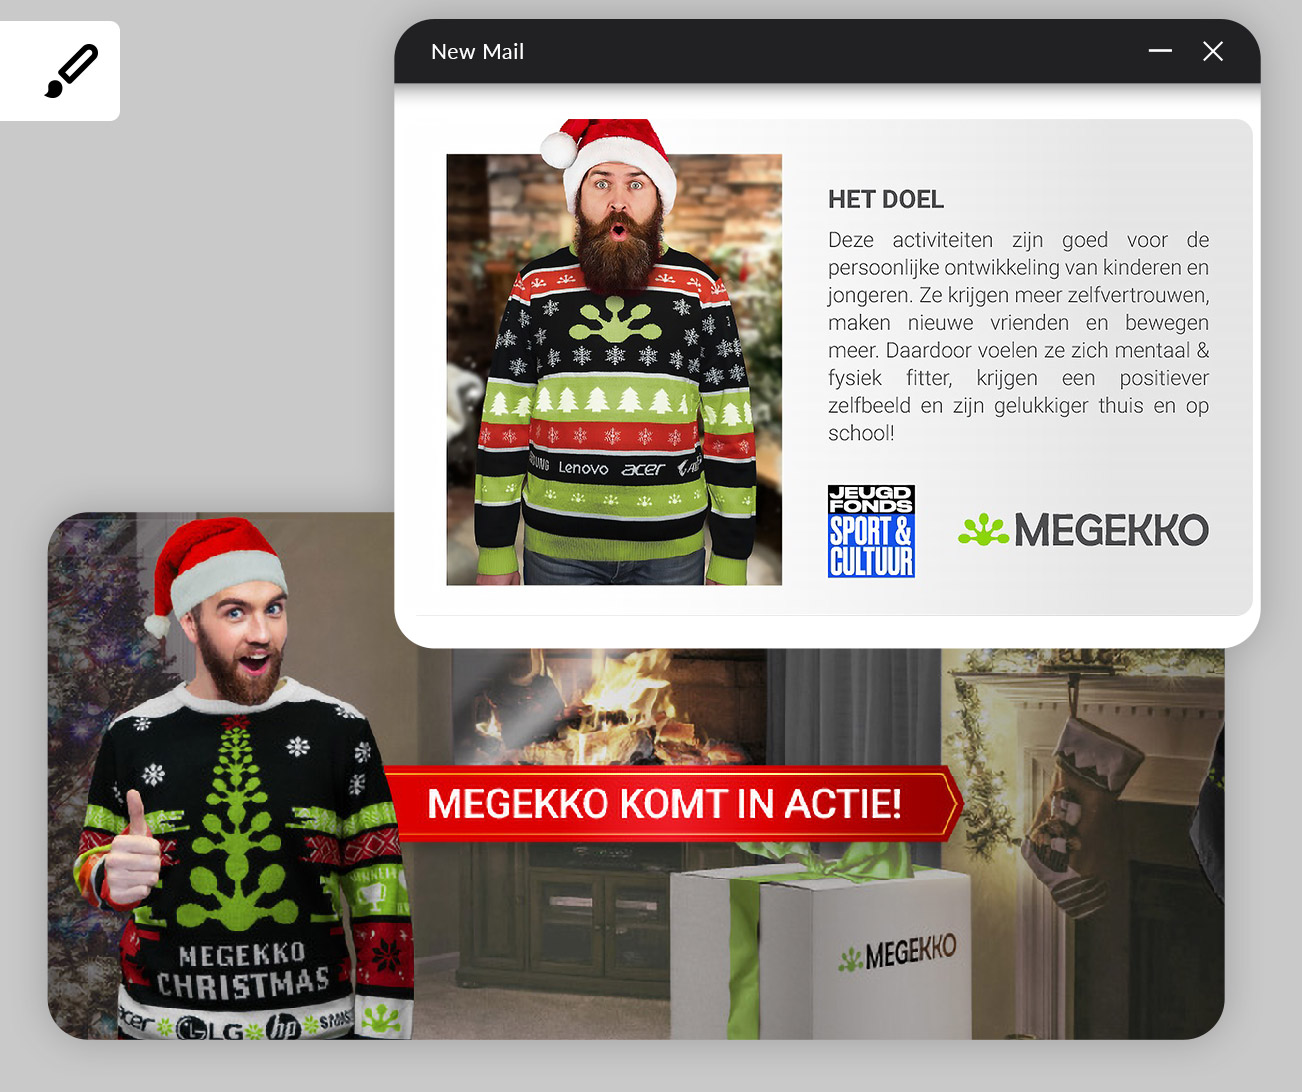 New Mail
HET DOEL
Deze activiteiten zijn goed voor de
persoonlijke ontwikkeling van kinderen en
jongeren. Ze krijgen meer zelfvertrouwen,
maken nieuwe vrienden en bewegen
meer. Daardoor voelen ze zich mentaal &
fysiek fitter, krijgen een positiever
zelfbeeld en zijn gelukkiger thuis en op
school!
Lenovo acer
JEUGD
FONDS
SPORT &
CULTUUR
MEGEKKO
MEGEKKO KOMT IN ACTIE!
MEGEKKO
MEGEKKO
CHRISTMAS
LG hp